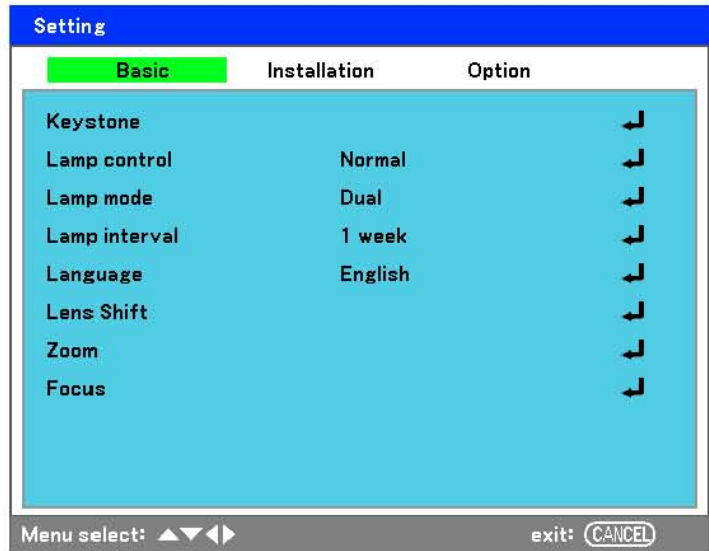 Setting
Basic Installation Option
Keystone
Lamp control Normal
Lamp mode Dual
Lamp interval 1 week
Language English
Lens Shift
Zoom
Focus
Menu select: ▲▼◀▶ exit: CANCEL